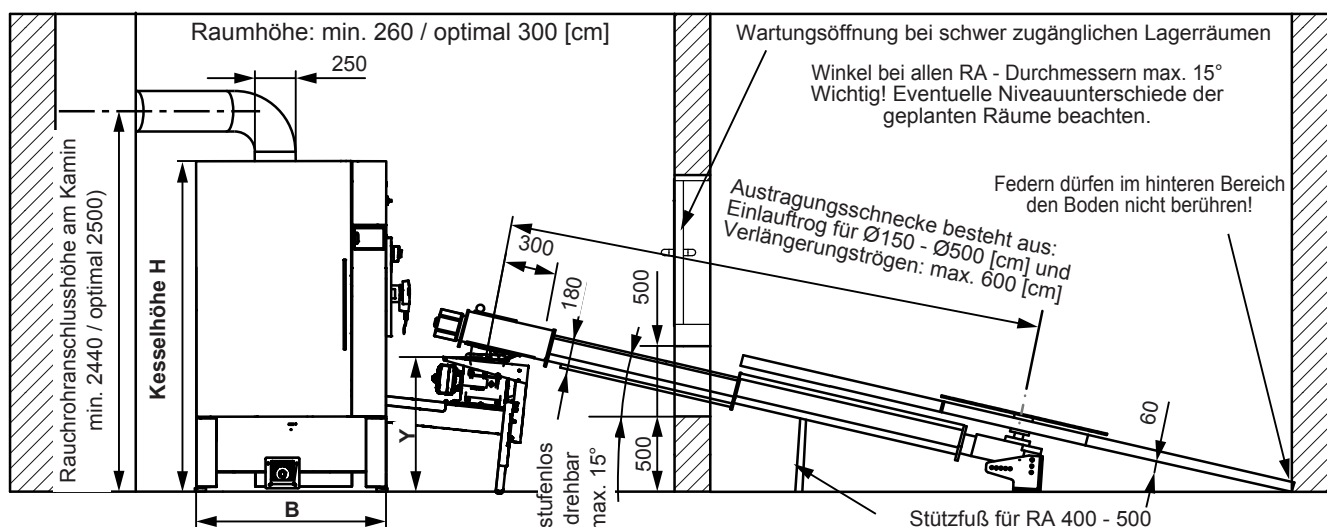 Raumhöhe: min. 260 / optimal 300 [cm]
250
Rauchrohranschlusshöhe am Kamin
min. 2440 / optimal 2500)
Kesselhöhe H
B
Y
Wartungsöffnung bei schwer zugänglichen Lagerräumen
Winkel bei allen RA - Durchmessern max. 15°
Wichtig! Eventuelle Niveauunterschiede der
geplanten Räume beachten.
Federn dürfen im hinteren Bereich
den Boden nicht berühren!
Austragungsschnecke besteht aus:
Einlauftrog für Ø150 - Ø500 [cm] und
Verlängerungströgen: max. 600 [cm]
300
180
500
500
stufenlos
drehbar
max. 15°
60
Stützfuß für RA 400 - 500